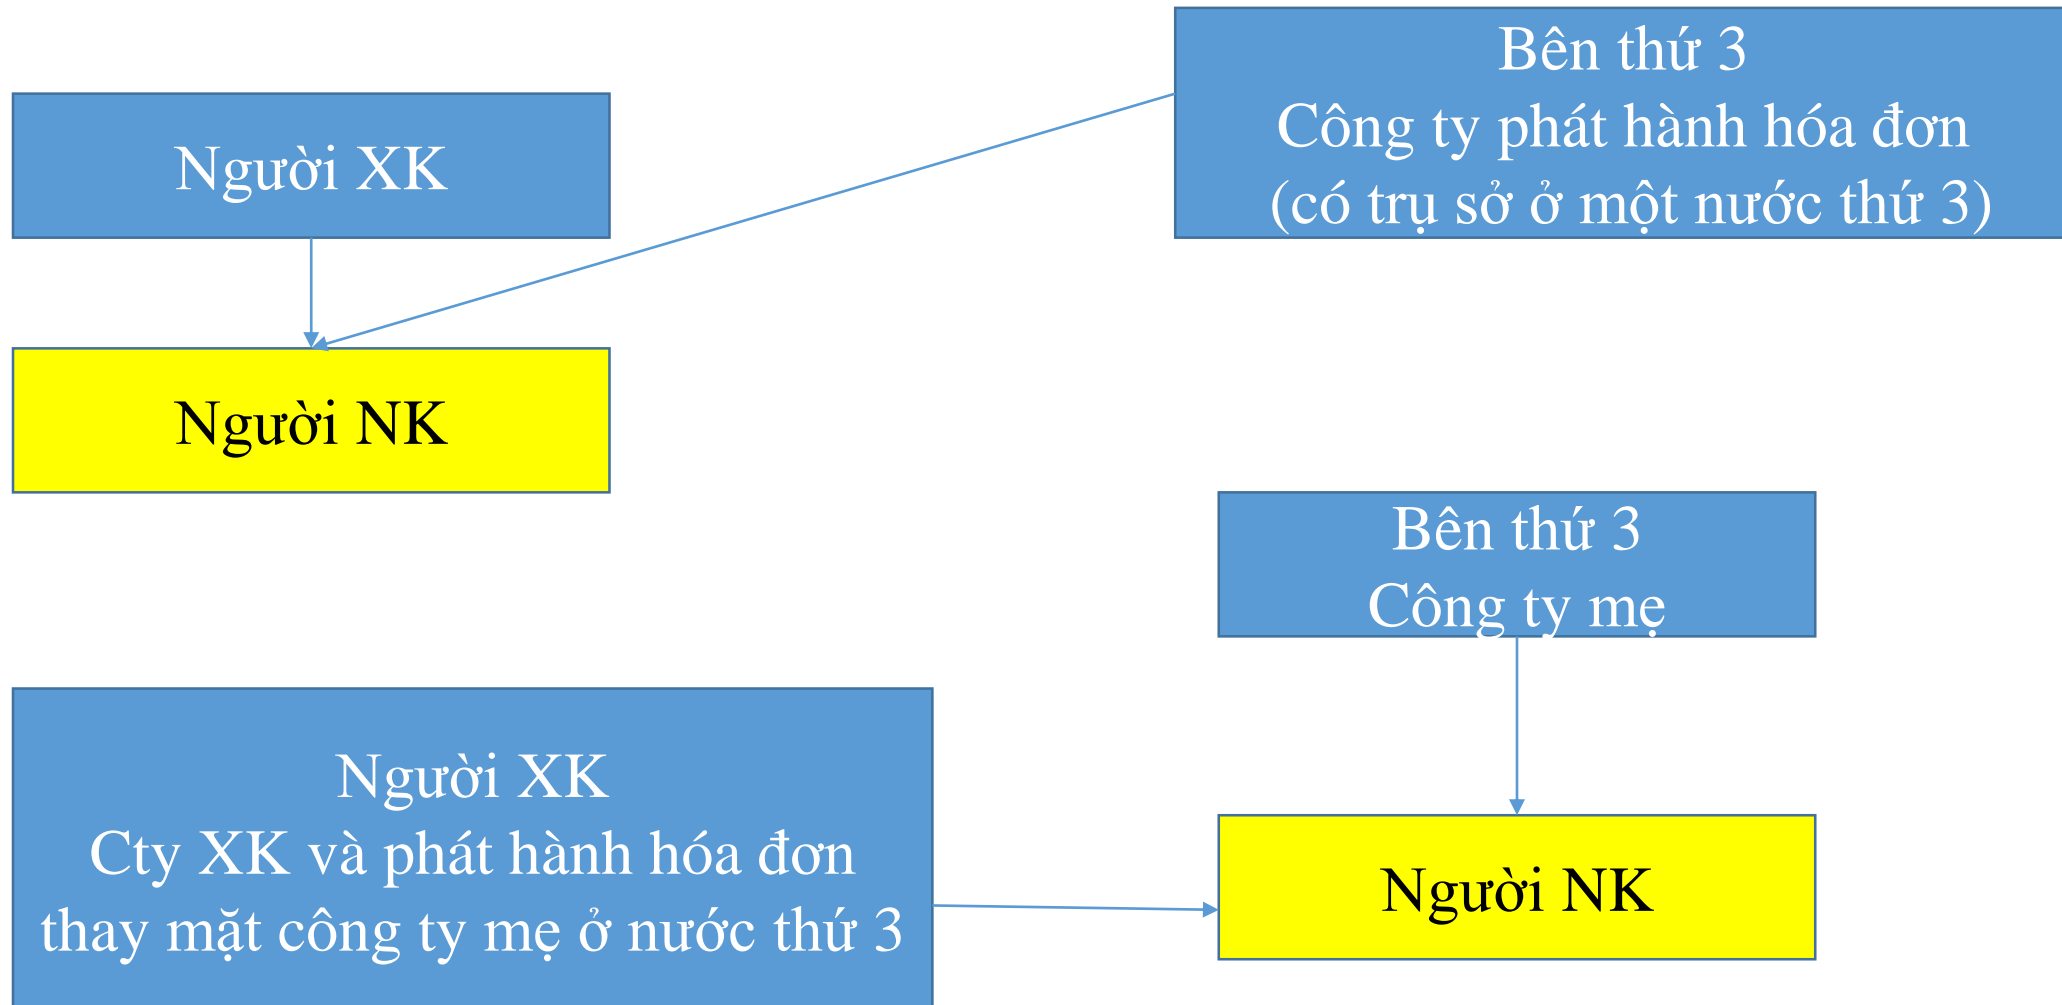 Bên thứ 3
Công ty phát hành hóa đơn
(có trụ sở ở một nước thứ 3)
Người XK
Người NK
Bên thứ 3
Công ty mẹ
Người XK
Cty XK và phát hành hóa đơn
thay mặt công ty mẹ ở nước thứ 3
Người NK